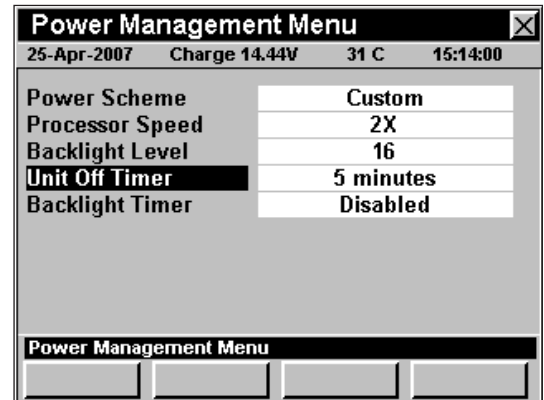 Power Management Menu
25-Apr-2007 Charge 14.44V 31 C 15:14:00
Power Scheme Custom
Processor Speed 2X
Backlight Level 16
Unit Off Timer 5 minutes
Backlight Timer Disabled
Power Management Menu